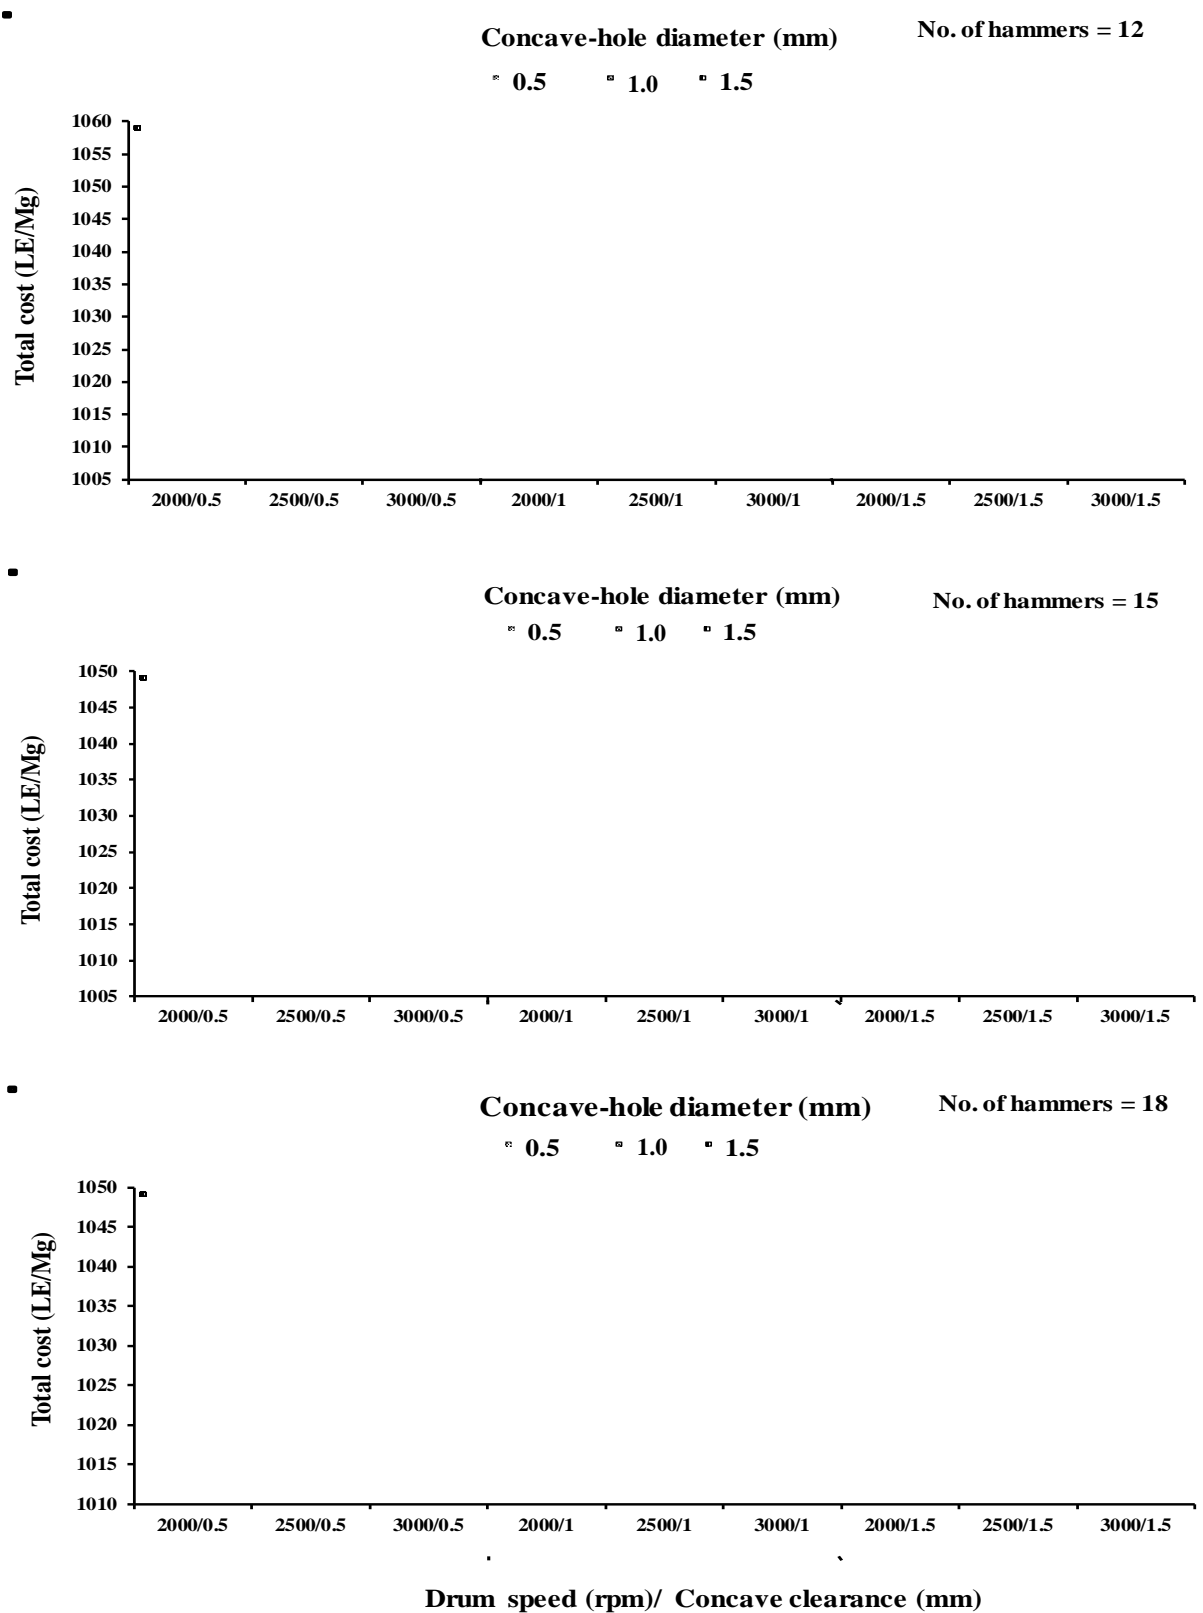 Concave-hole diameter (mm)
No. of hammers = 12
0.5 1.0 1.5
Total cost (LE/Mg)
1060
1055
1050
1045
1040
1035
1030
1025
1020
1015
1010
1005
2000/0.5 2500/0.5 3000/0.5 2000/1 2500/1 3000/1 2000/1.5 2500/1.5 3000/1.5
Concave-hole diameter (mm)
No. of hammers = 15
0.5 1.0 1.5
Total cost (LE/Mg)
1050
1045
1040
1035
1030
1025
1020
1015
1010
1005
2000/0.5 2500/0.5 3000/0.5 2000/1 2500/1 3000/1 2000/1.5 2500/1.5 3000/1.5
Concave-hole diameter (mm)
No. of hammers = 18
0.5 1.0 1.5
Total cost (LE/Mg)
1050
1045
1040
1035
1030
1025
1020
1015
1010
2000/0.5 2500/0.5 3000/0.5 2000/1 2500/1 3000/1 2000/1.5 2500/1.5 3000/1.5
Drum speed (rpm)/ Concave clearance (mm)